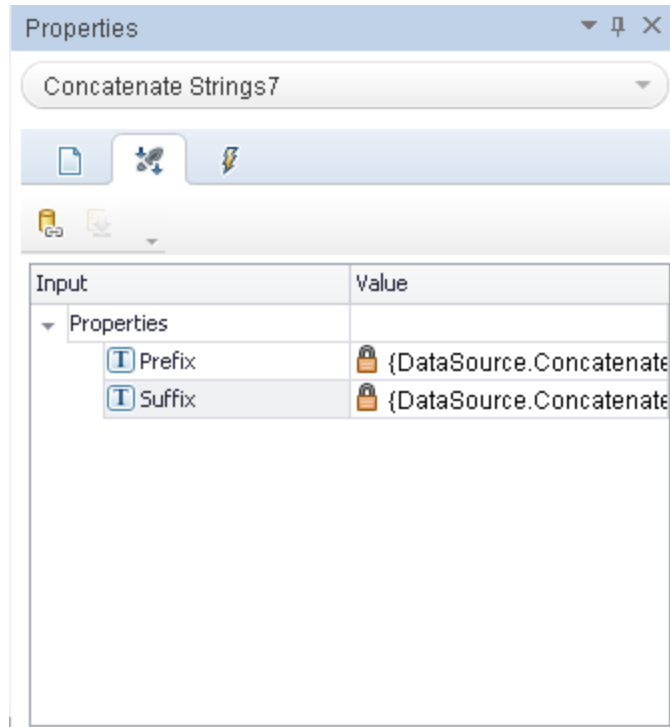 Properties
Concatenate Strings7
Input Value
Properties
T Prefix {DataSource.Concatenate
T Suffix {DataSource.Concatenate